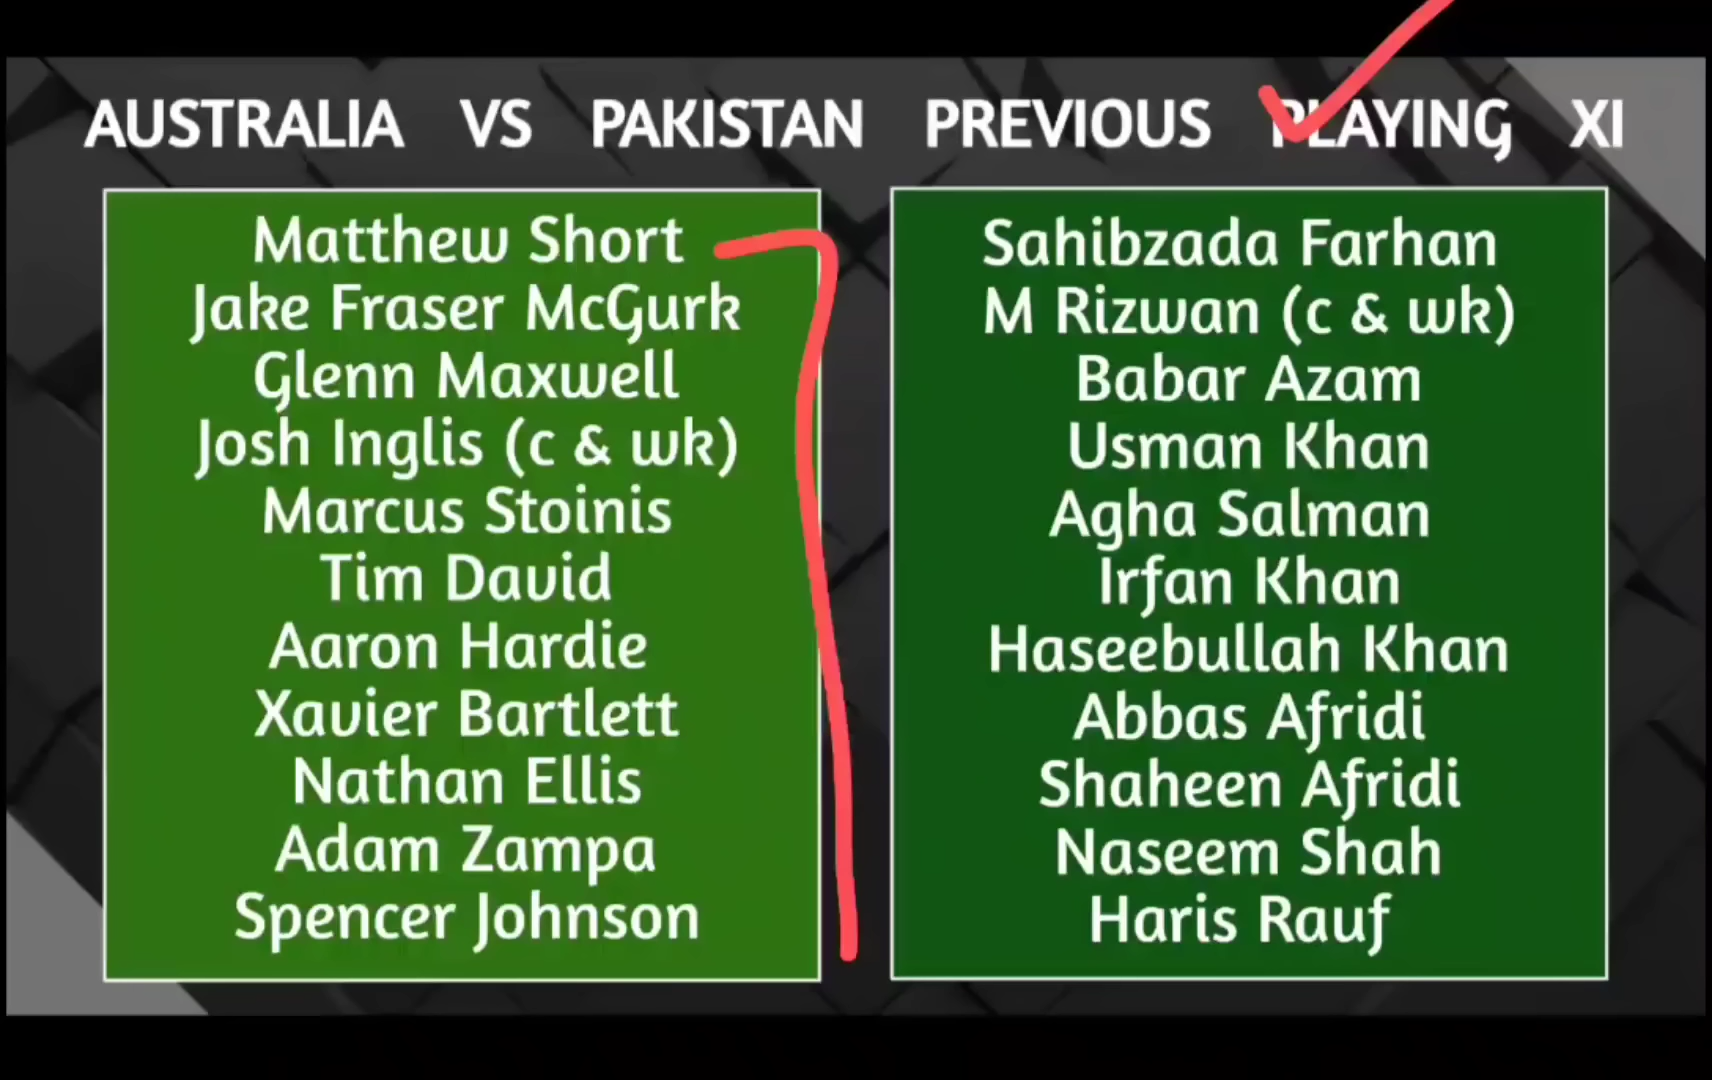 AUSTRALIA VS PAKISTAN PREVIOUS PLAYING XI
Matthew Short
Jake Fraser McGurk
Glenn Maxwell
Josh Inglis (c & wk)
Marcus Stoinis
Tim David
Aaron Hardie
Xavier Bartlett
Nathan Ellis
Adam Zampa
Spencer Johnson
Sahibzada Farhan
M Rizwan (c & wk)
Babar Azam
Usman Khan
Agha Salman
Irfan Khan
Haseebullah Khan
Abbas Afridi
Shaheen Afridi
Naseem Shah
Haris Rauf